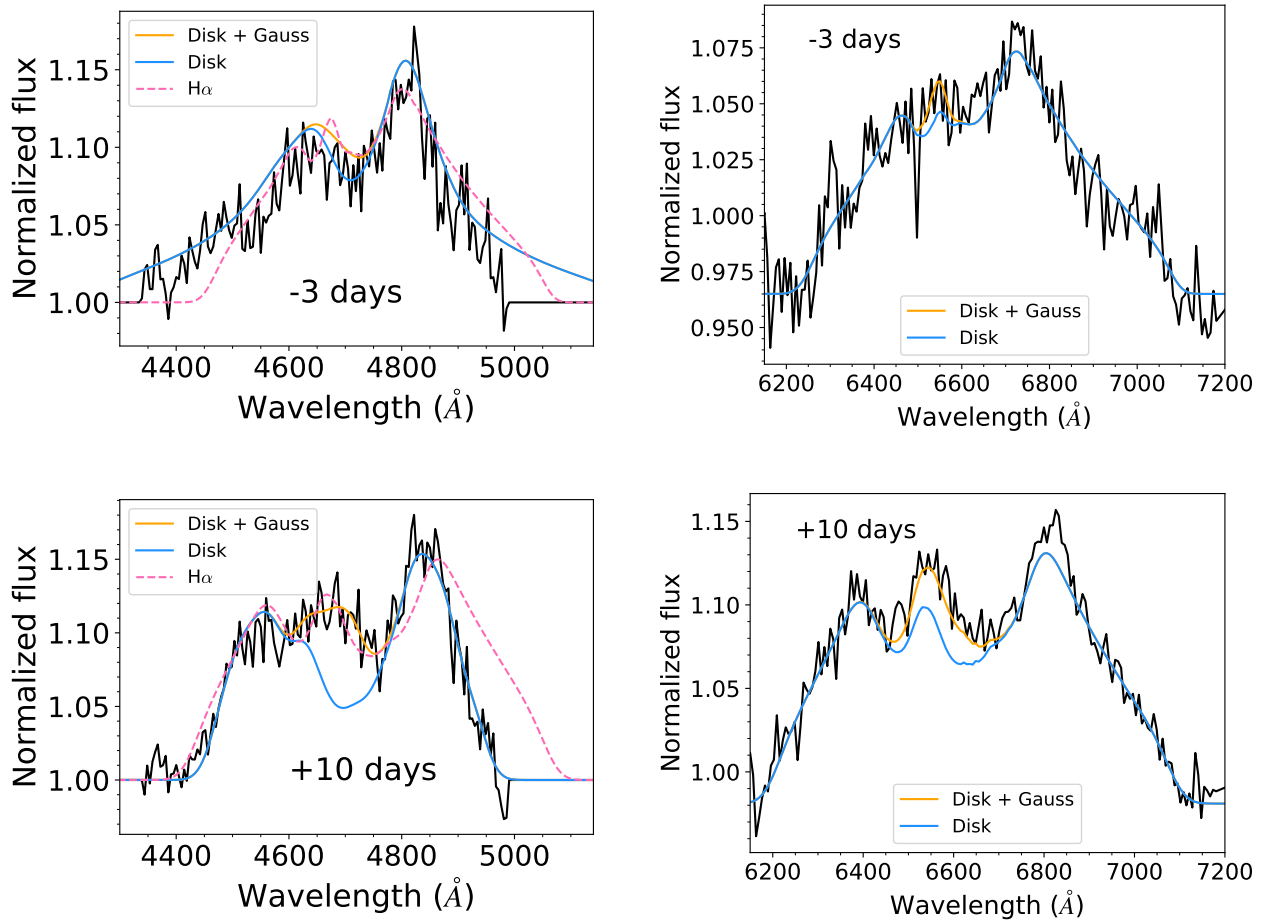 Disk + Gauss
Disk
Hα
-3 days
1.15
1.10
1.05
1.00
Normalized flux
4400 4600 4800 5000
Wavelength (Å)
-3 days
1.075
1.050
1.025
1.000
0.975
0.950
Normalized flux
Disk + Gauss
Disk
6200 6400 6600 6800 7000 7200
Wavelength (Å)
Disk + Gauss
Disk
Hα
+10 days
1.15
1.10
1.05
1.00
Normalized flux
4400 4600 4800 5000
Wavelength (Å)
+10 days
1.15
1.10
1.05
1.00
Normalized flux
Disk + Gauss
Disk
6200 6400 6600 6800 7000 7200
Wavelength (Å)